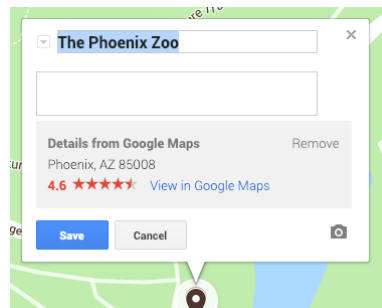 The Phoenix Zoo
Details from Google Maps Remove
Phoenix, AZ 85008
4.6 View in Google Maps
Save Cancel